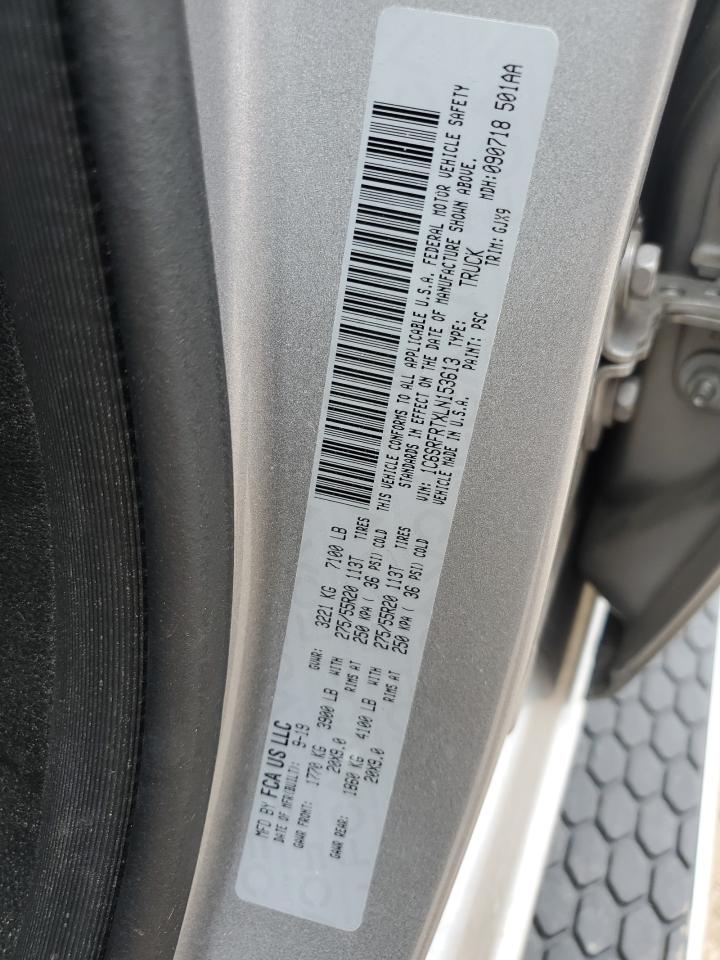 MFD BY FCA US LLC
DATE OF MFR(BUILT): 9-19 GVWR: 3221 KG 7100 LB
GAWR FRONT: 1770 KG 3900 LB WITH 275/55R20 113T TIRES
20X9.0 RIMS AT 250 KPA ( 36 PSI) COLD
GAWR REAR: 1860 KG 4100 LB WITH 275/55R20 113T TIRES
20X9.0 RIMS AT 250 KPA ( 36 PSI) COLD
THIS VEHICLE CONFORMS TO ALL APPLICABLE U.S.A. FEDERAL MOTOR VEHICLE SAFETY
STANDARDS IN EFFECT ON THE DATE OF MANUFACTURE SHOWN ABOVE.
VIN: 1C6SRFRTXLN153613 TYPE: TRUCK MDH: 090718 501AA
VEHICLE MADE IN U.S.A. PAINT: PSC TRIM: GJX9